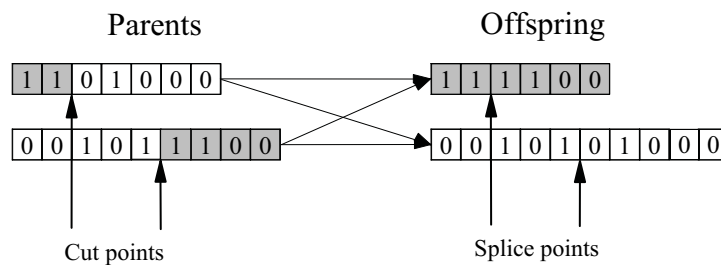 Parents Offspring
1 1 0 1 0 0 0 1 1 1 1 0 0
0 0 1 0 1 1 1 0 0 0 0 1 0 1 0 1 0 0 0
Cut points Splice points